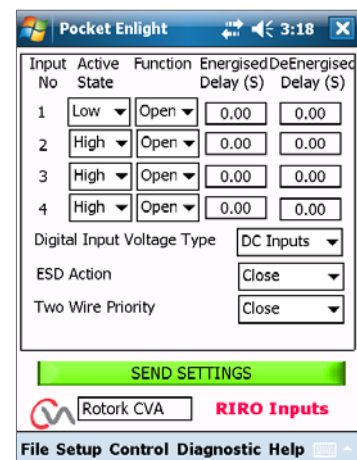 Pocket Enlight 3:18
Input Active Function Energised DeEnergised
No State Delay (S) Delay (S)
1 Low Open 0.00 0.00
2 High Open 0.00 0.00
3 High Open 0.00 0.00
4 High Open 0.00 0.00
Digital Input Voltage Type DC Inputs
ESD Action Close
Two Wire Priority Close
SEND SETTINGS
Rotork CVA RIRO Inputs
File Setup Control Diagnostic Help